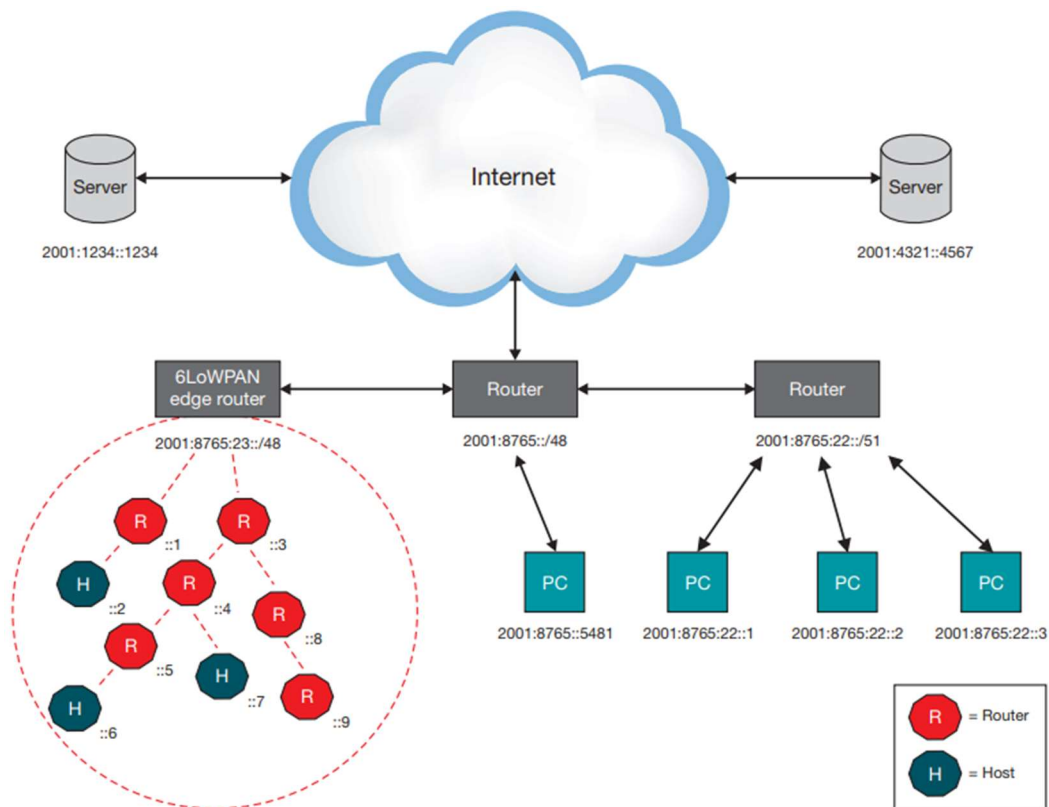 Internet
Server
Server
2001:1234::1234
2001:4321::4567
6LoWPAN
edge router
Router
Router
2001:8765:23::/48
2001:8765::/48
2001:8765:22::/51
R
::1
R
::3
H
::2
R
::4
R
::8
R
::5
H
::7
R
::9
H
::6
PC
PC
PC
PC
2001:8765::5481
2001:8765:22::1
2001:8765:22::2
2001:8765:22::3
R = Router
H = Host